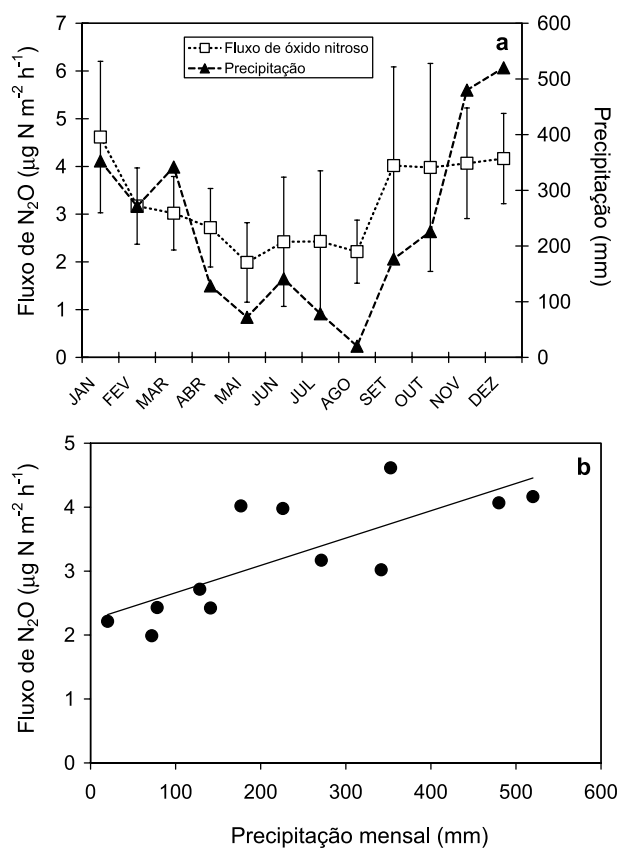 a
Fluxo de óxido nitroso
Precipitação
Fluxo de N₂O (µg N m⁻² h⁻¹)
7
6
5
4
3
2
1
0
600
500
400
300
200
100
0
Precipitação
(mm)
JAN
FEV
MAR
ABR
MAI
JUN
JUL
AGO
SET
OUT
NOV
DEZ
b
Fluxo de N₂O (µg N m⁻² h⁻¹)
5
4
3
2
1
0
0 100 200 300 400 500 600
Precipitação mensal (mm)